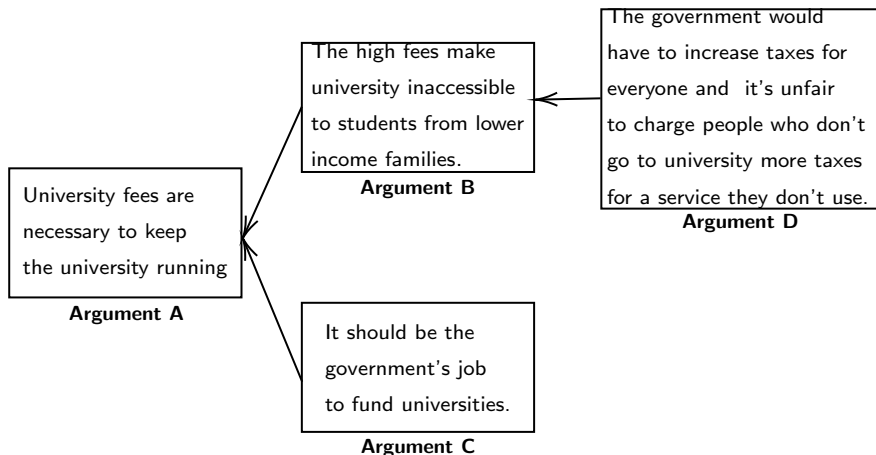 University fees are
necessary to keep
the university running
Argument A
The high fees make
university inaccessible
to students from lower
income families.
Argument B
It should be the
government's job
to fund universities.
Argument C
The government would
have to increase taxes for
everyone and it's unfair
to charge people who don't
go to university more taxes
for a service they don't use.
Argument D